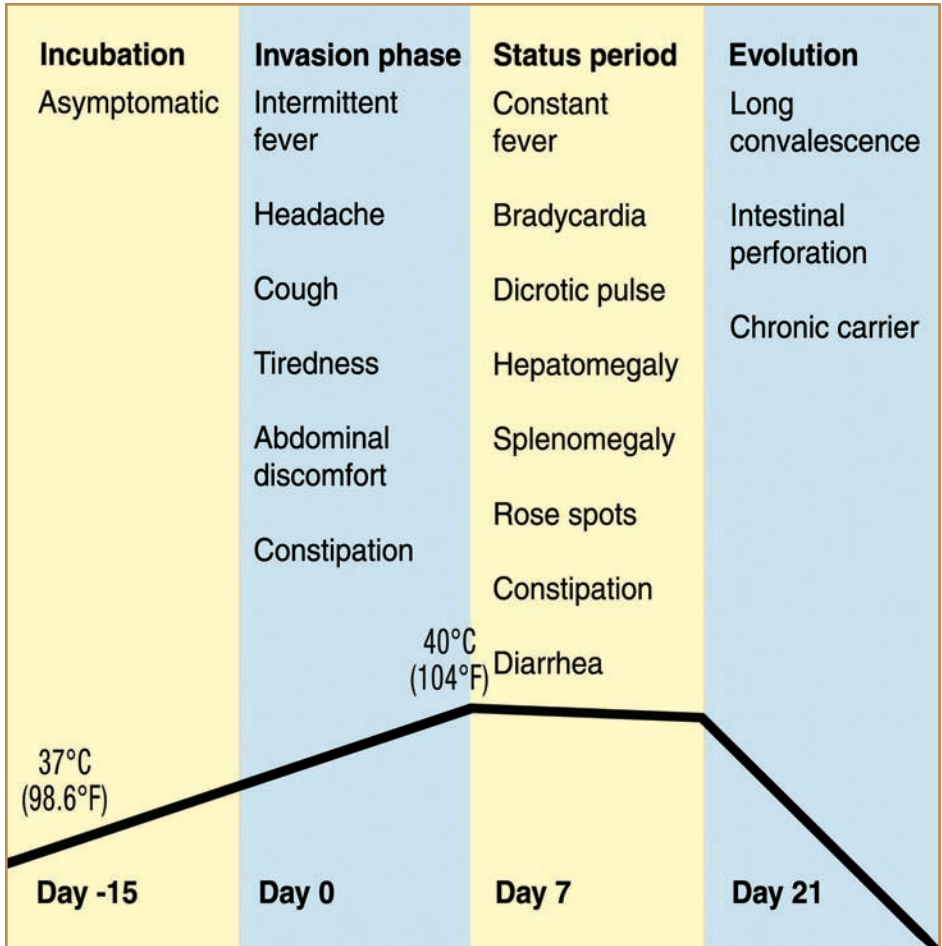 Incubation
Asymptomatic
37°C
(98.6°F)
Day -15
Invasion phase
Intermittent
fever
Headache
Cough
Tiredness
Abdominal
discomfort
Constipation
40°C
(104°F)
Day 0
Status period
Constant
fever
Bradycardia
Dicrotic pulse
Hepatomegaly
Splenomegaly
Rose spots
Constipation
Diarrhea
Day 7
Evolution
Long
convalescence
Intestinal
perforation
Chronic carrier
Day 21